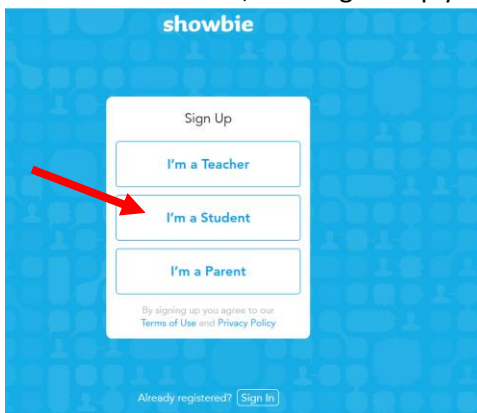 showbie
Sign Up
I'm a Teacher
I'm a Student
I'm a Parent
By signing up you agree to our
Terms of Use and Privacy Policy
Already registered? Sign In